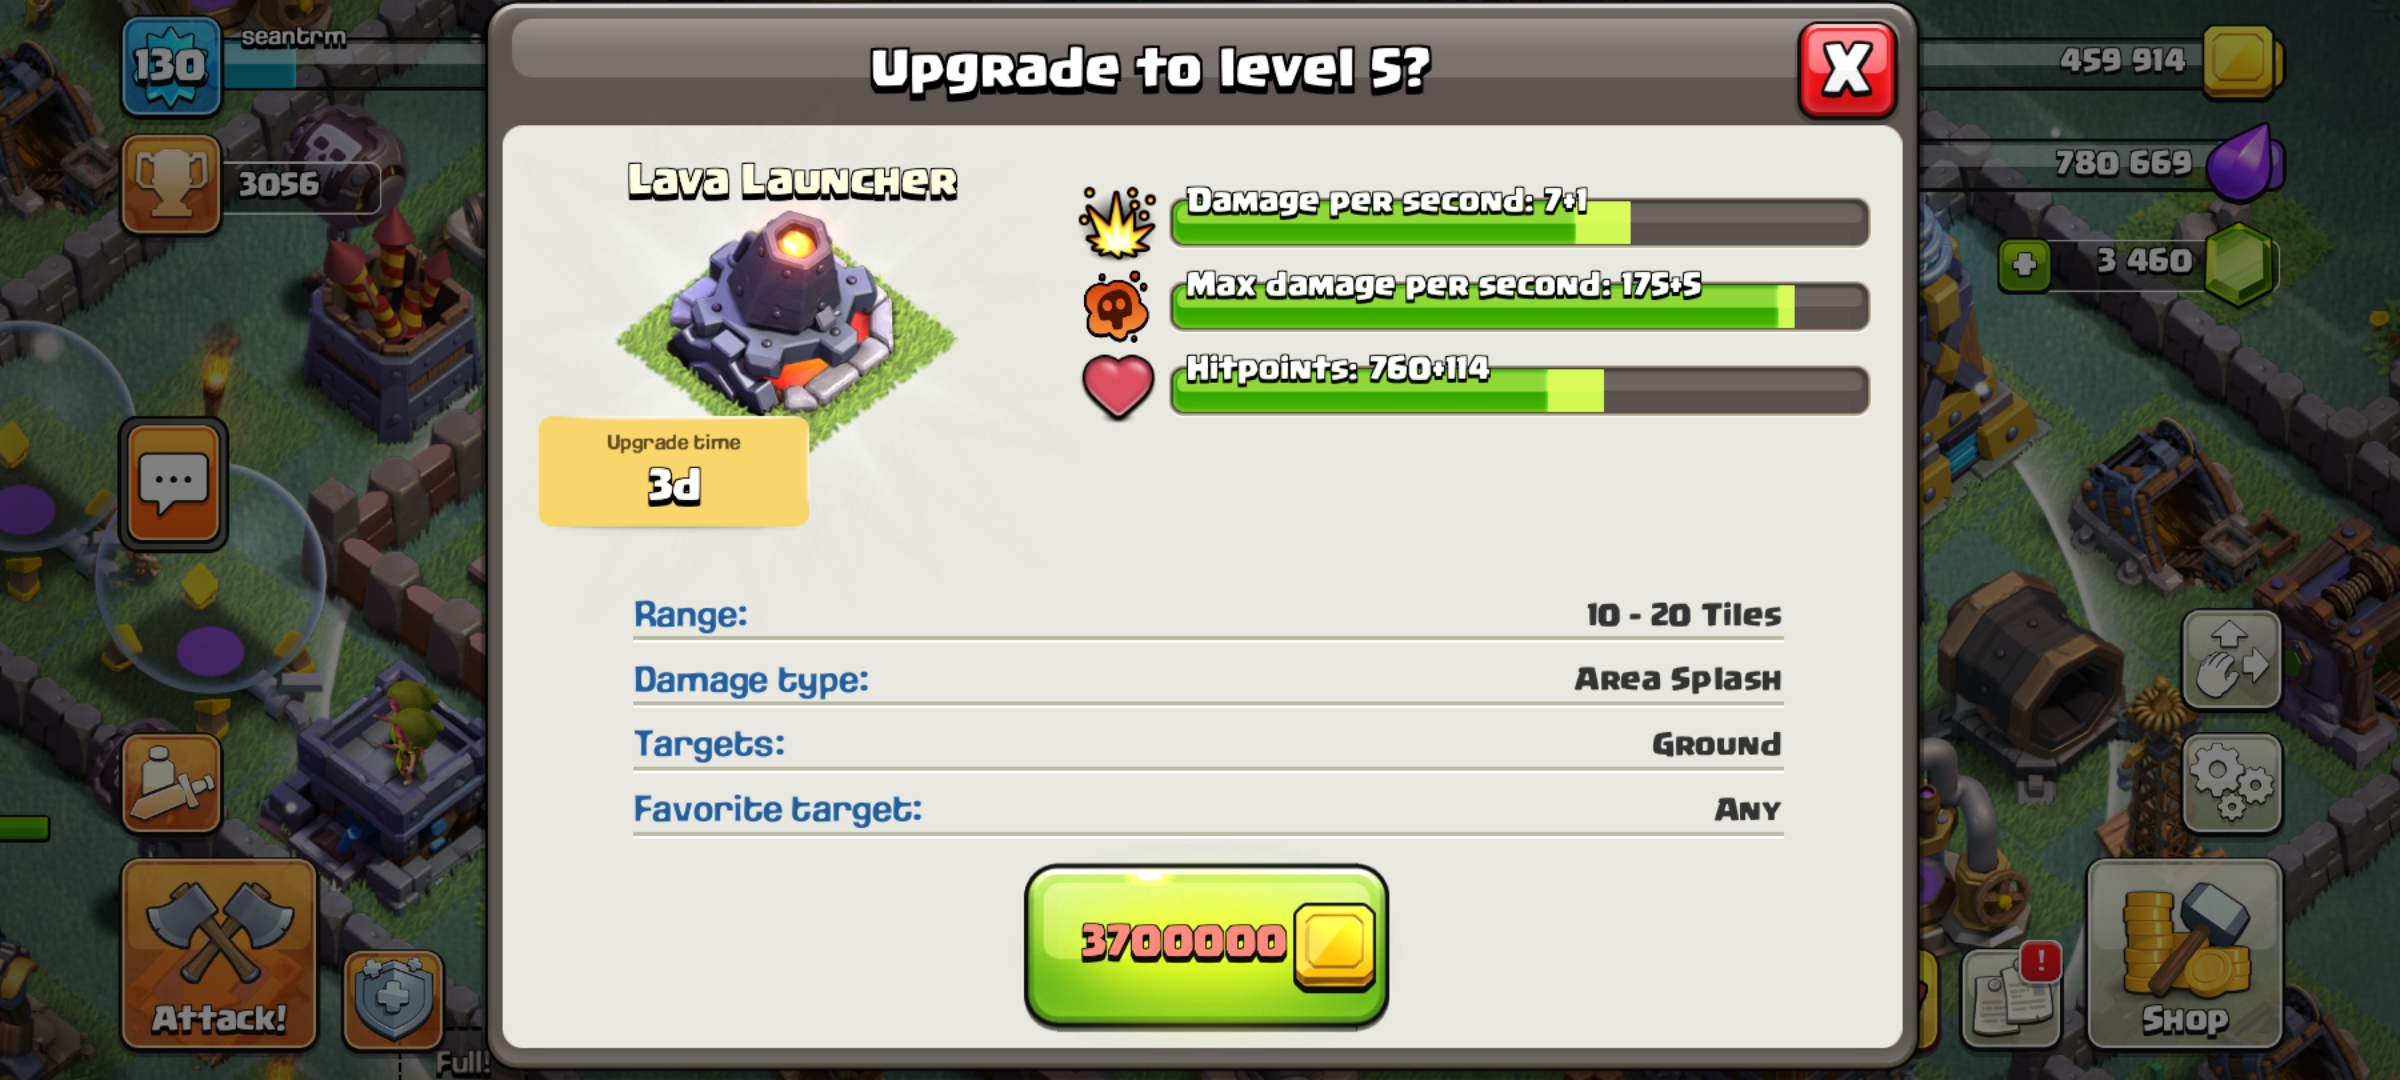 130
seantrm
3056
Upgrade to level 5?
X
459 914
780 669
3 460
Lava Launcher
Damage per second: 7+1
Max damage per second: 175+5
Hitpoints: 760+114
Upgrade time
3d
Range: 10 - 20 Tiles
Damage type: Area Splash
Targets: Ground
Favorite target: Any
3700000
Attack!
Full!
!
Shop